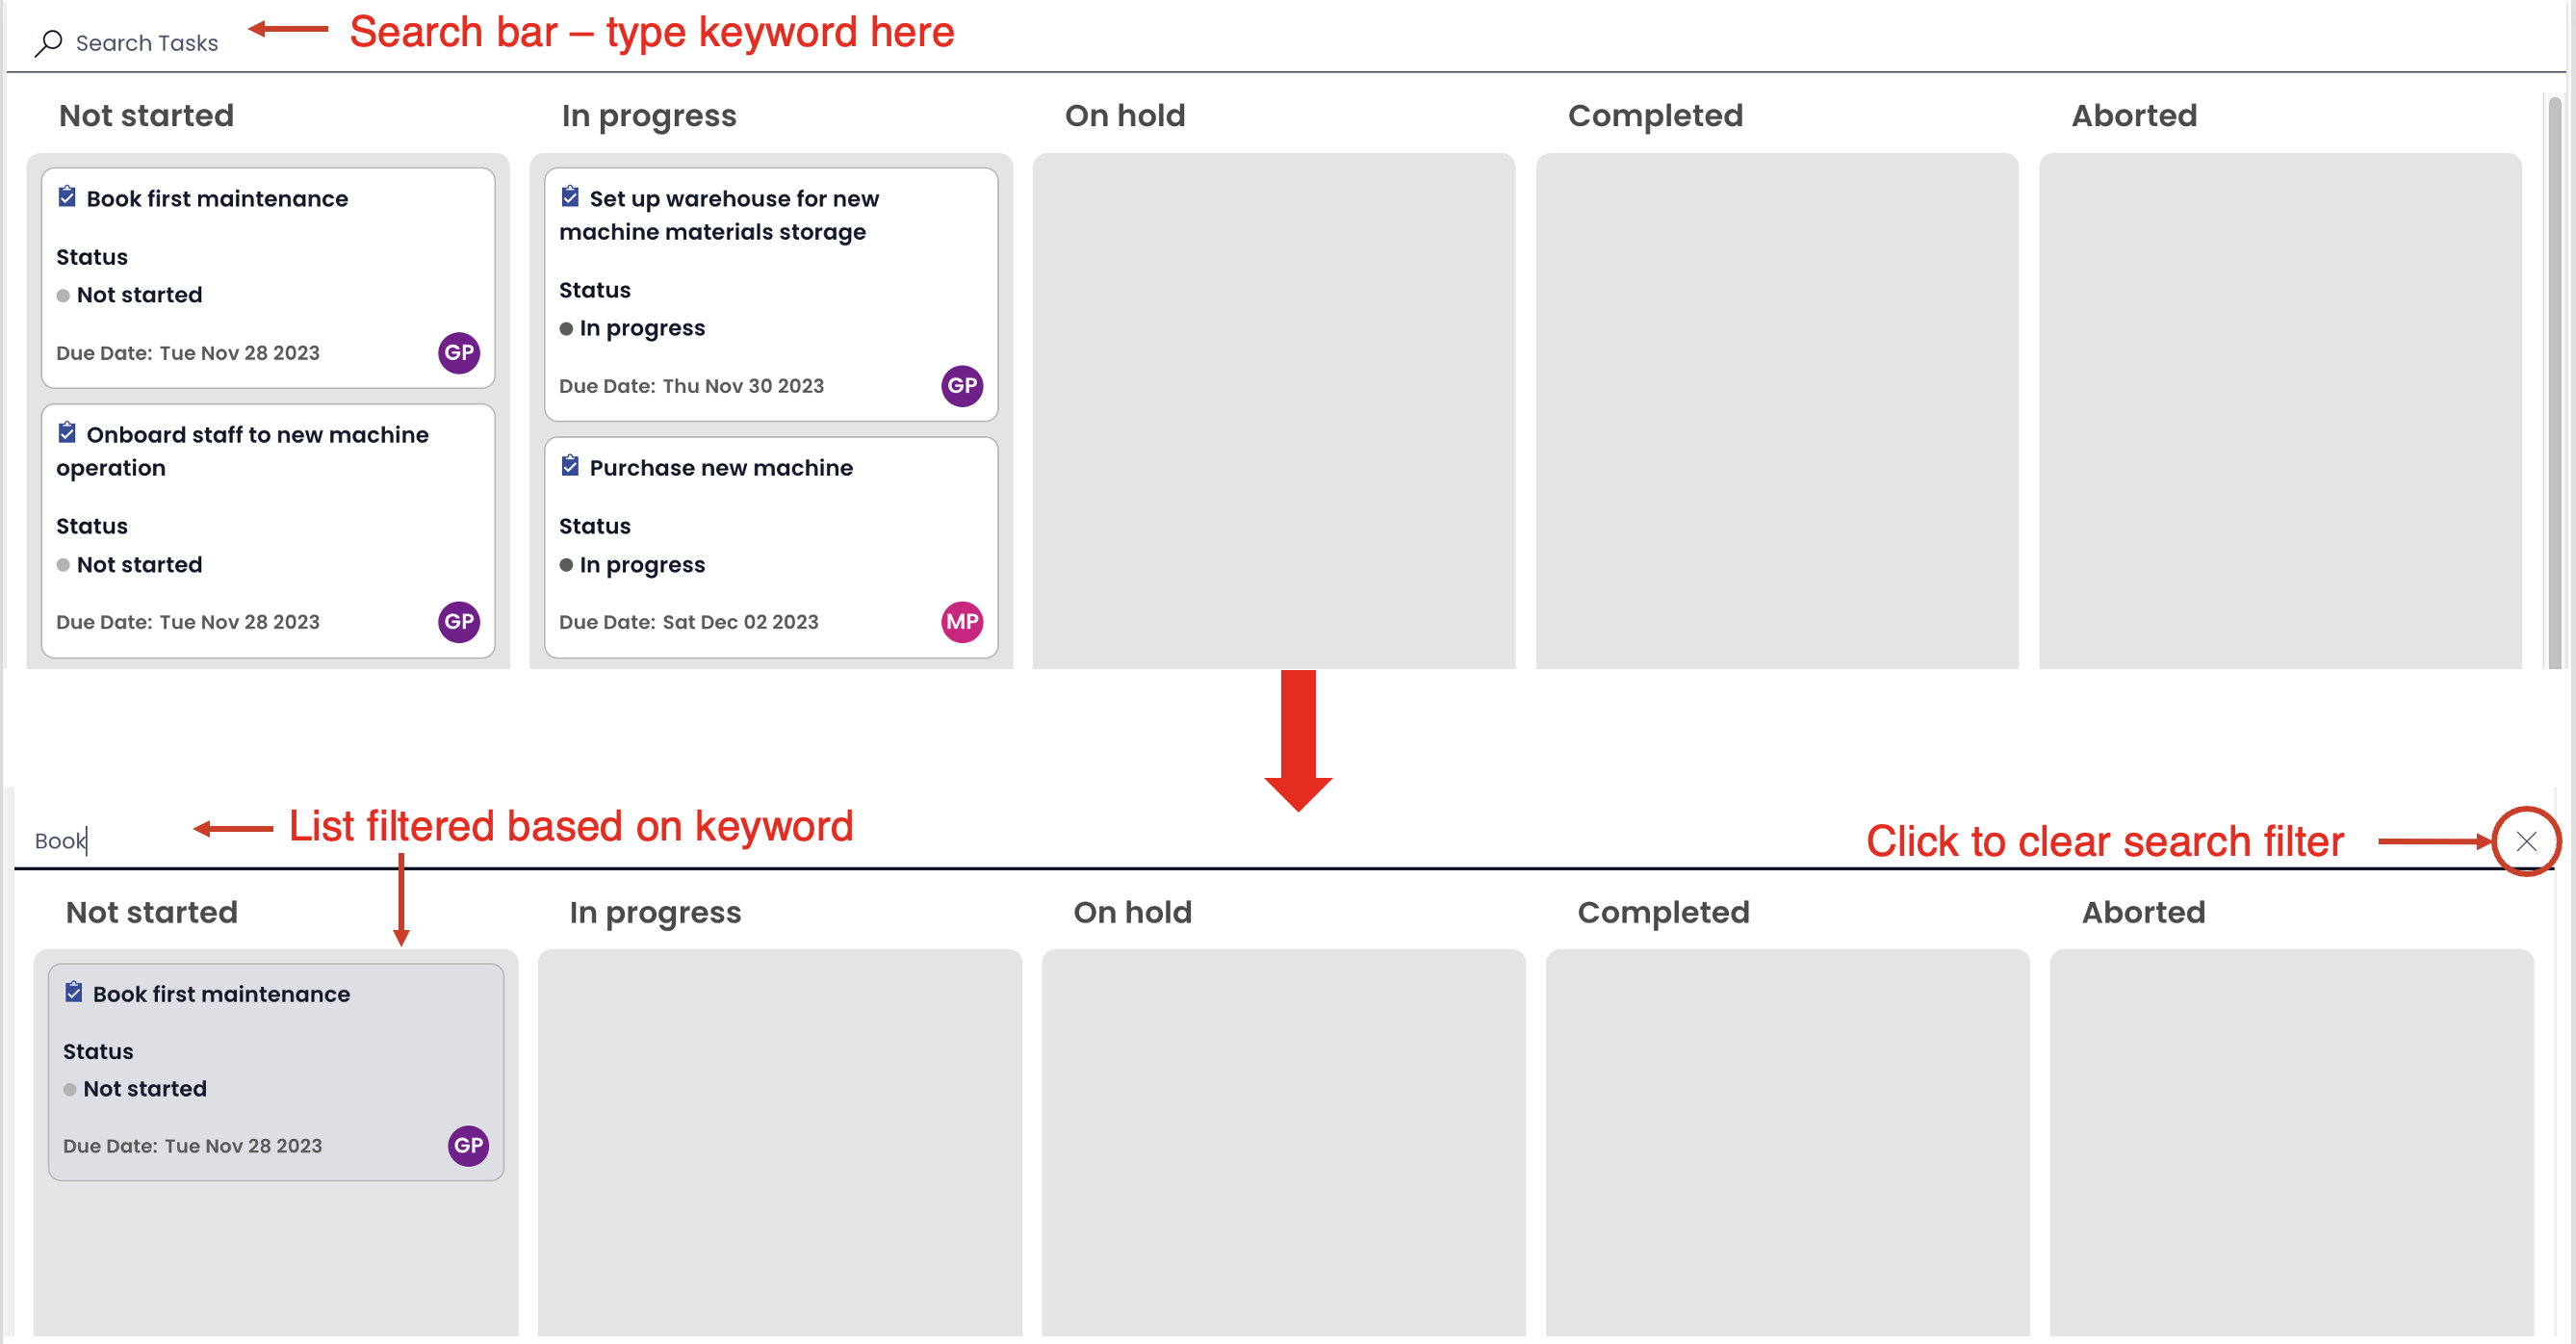 Search Tasks
Search bar – type keyword here
Not started
In progress
On hold
Completed
Aborted
Book first maintenance
Status
Not started
Due Date: Tue Nov 28 2023
GP
Onboard staff to new machine
operation
Status
Not started
Due Date: Tue Nov 28 2023
GP
Set up warehouse for new
machine materials storage
Status
In progress
Due Date: Thu Nov 30 2023
GP
Purchase new machine
Status
In progress
Due Date: Sat Dec 02 2023
MP
Book
List filtered based on keyword
Click to clear search filter
Not started
In progress
On hold
Completed
Aborted
Book first maintenance
Status
Not started
Due Date: Tue Nov 28 2023
GP